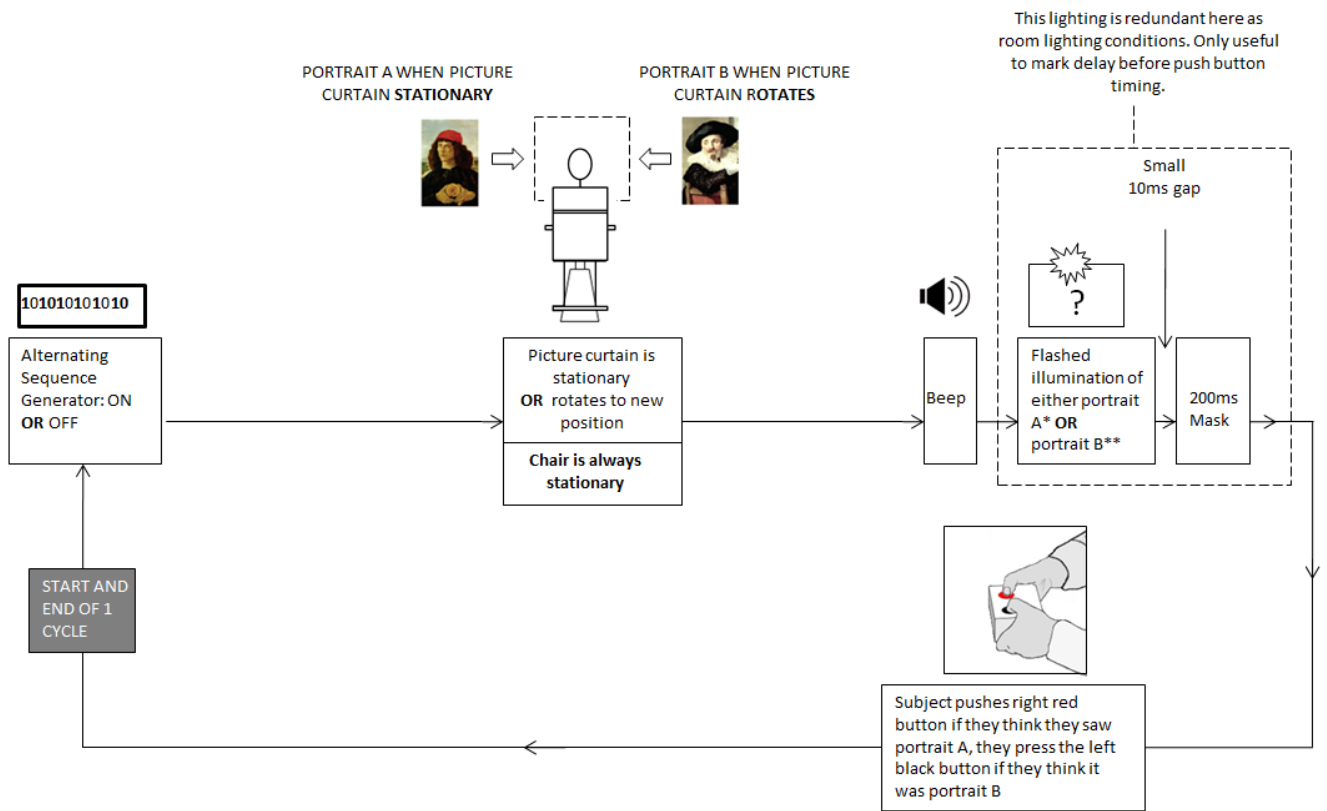 This lighting is redundant here as
room lighting conditions. Only useful
to mark delay before push button
timing.
PORTRAIT A WHEN PICTURE
CURTAIN STATIONARY
PORTRAIT B WHEN PICTURE
CURTAIN ROTATES
Small
10ms gap
?
101010101010
Alternating
Sequence
Generator: ON
OR OFF
Picture curtain is
stationary
OR rotates to new
position
Chair is always
stationary
Beep
Flashed
illumination of
either portrait
A* OR
portrait B**
200ms
Mask
START AND
END OF 1
CYCLE
Subject pushes right red
button if they think they saw
portrait A, they press the left
black button if they think it
was portrait B